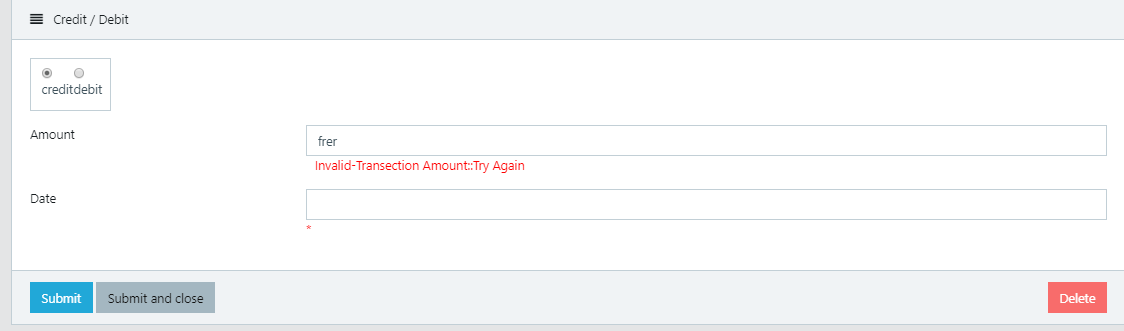 Credit / Debit
creditdebit
Amount
frer
Invalid-Transection Amount::Try Again
Date
*
Submit Submit and close Delete